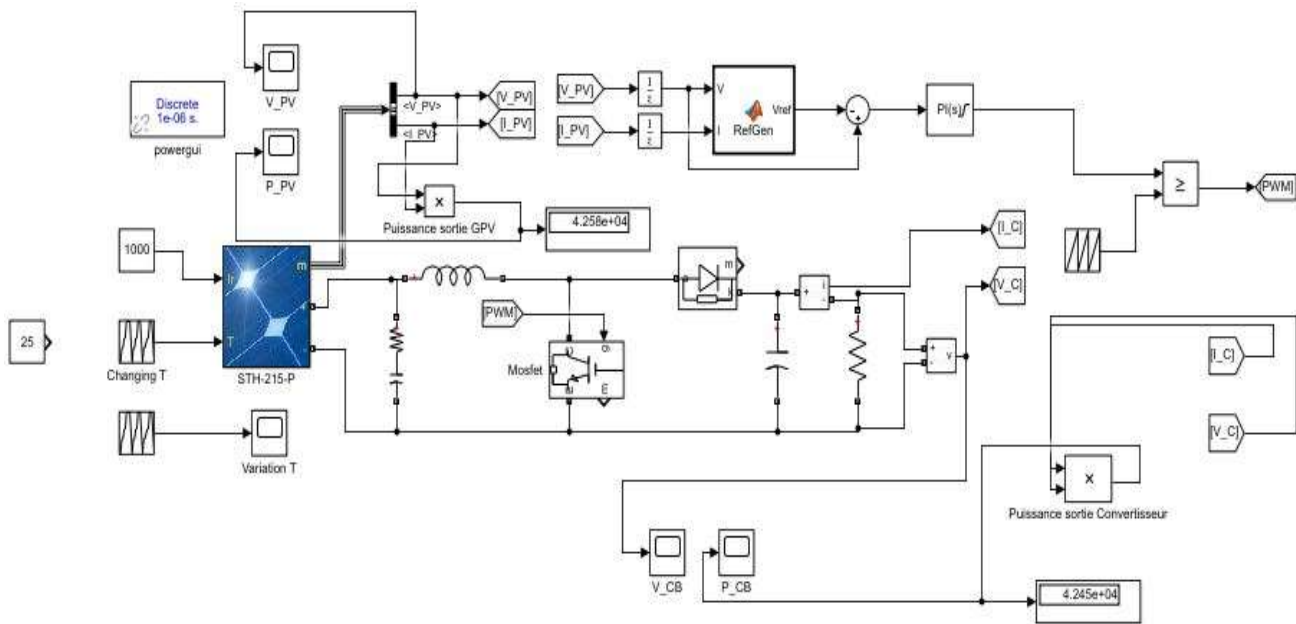 V_PV
Discrete
1e-06 s.
powergui
P_PV
<V_PV>
<I_PV>
[V_PV]
[I_PV]
[V_PV]
[I_PV]
1
z
1
z
V
I
Vref
RefGen
-
+
PI(s)
≥
[PWM]
×
Puissance sortie GPV
4.258e+04
1000
Ir
T
m
+
-
STH-215-P
25
Changing T
Variation T
+
[PWM]
Mosfet
g
C
E
m
a
k
m
+
i
-
[I_C]
[V_C]
+
-
v
[I_C]
[V_C]
×
Puissance sortie Convertisseur
V_CB
P_CB
4.245e+04